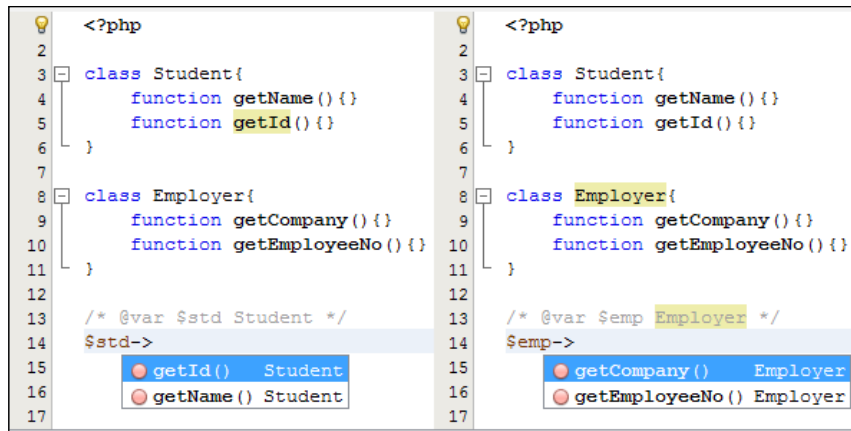 <?php
2
3 class Student{
4 function getName(){}
5 function getId(){}
6 }
7
8 class Employer{
9 function getCompany(){}
10 function getEmployeeNo(){}
11 }
12
13 /* @var $std Student */
14 $std->
15 getId() Student
16 getName() Student
17
<?php
2
3 class Student{
4 function getName(){}
5 function getId(){}
6 }
7
8 class Employer{
9 function getCompany(){}
10 function getEmployeeNo(){}
11 }
12
13 /* @var $emp Employer */
14 $emp->
15 getCompany() Employer
16 getEmployeeNo() Employer
17